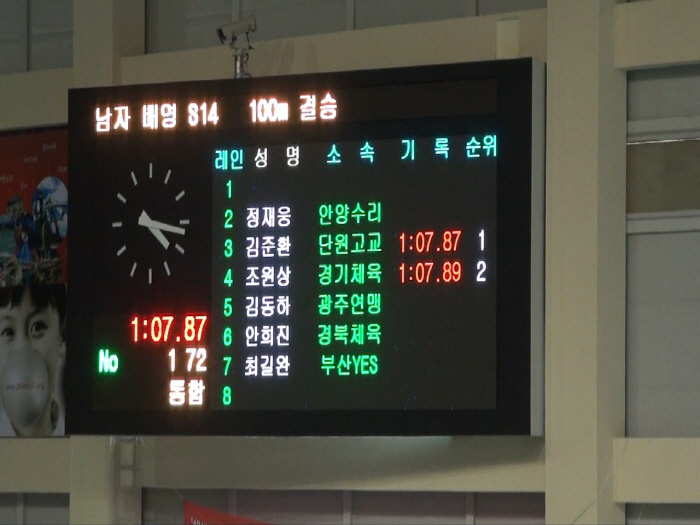 남자 배영 S14 100m 결승
레인 성 명 소 속 기 록 순위
1
2 정재웅 안양수리
3 김준환 단원고교 1:07.87 1
4 조원상 경기체육 1:07.89 2
5 김동하 광주연맹
6 안희진 경북체육
7 최길완 부산YES
8
1:07.87
No 1 72
통합